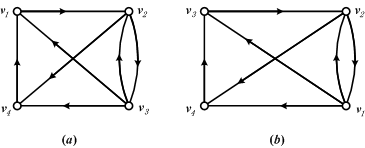 v₁ v₂ v₃ v₂
v₄ v₃ v₄ v₁
(a) (b)